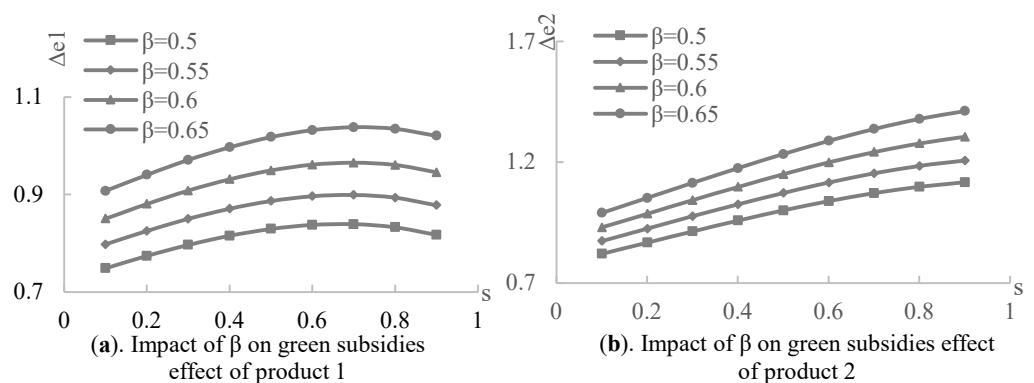 Δe1
β=0.5
β=0.55
β=0.6
β=0.65
1.1
0.9
0.7
0
0.2
0.4
0.6
0.8
1
s
(a). Impact of β on green subsidies
effect of product 1
Δe2
β=0.5
β=0.55
β=0.6
β=0.65
1.7
1.2
0.7
0
0.2
0.4
0.6
0.8
1
s
(b). Impact of β on green subsidies effect
of product 2